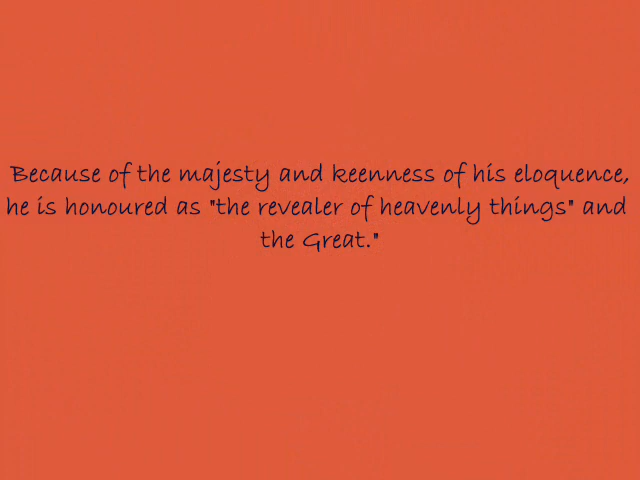 Because of the majesty and keenness of his eloquence,
he is honoured as "the revealer of heavenly things" and
the Great."